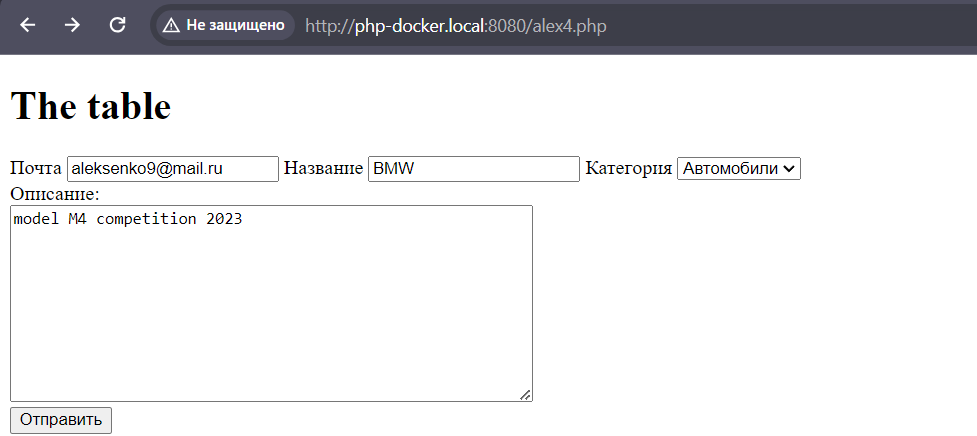 Не защищено http://php-docker.local:8080/alex4.php
The table
Почта aleksenko9@mail.ru Название BMW Категория Автомобили
Описание:
model M4 competition 2023
Отправить